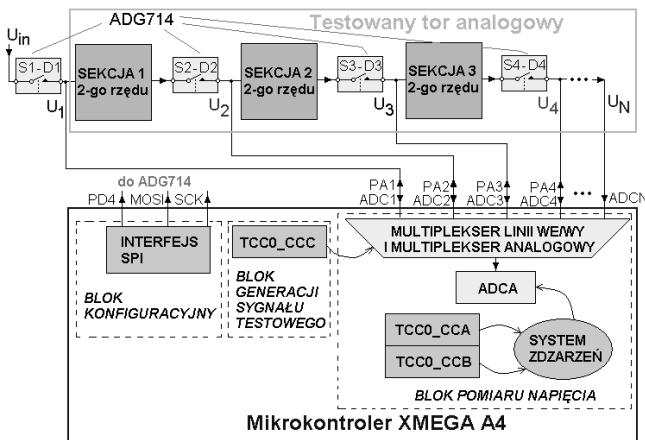 Testowany tor analogowy
ADG714
Uin
S1-D1
SEKCJA 1
2-go rzędu
S2-D2
SEKCJA 2
2-go rzędu
S3-D3
SEKCJA 3
2-go rzędu
S4-D4
U1
U2
U3
U4
UN
do ADG714
PD4 MOSI SCK
PA1
ADC1
PA2
ADC2
PA3
ADC3
PA4
ADC4
ADCN
INTERFEJS
SPI
BLOK
KONFIGURACYJNY
TCC0_CCC
BLOK
GENERACJI
SYGNAŁU
TESTOWEGO
MULTIPLEKSER LINII WE/WY
I MULTIPLEKSER ANALOGOWY
ADCA
TCC0_CCA
TCC0_CCB
SYSTEM
ZDZARZEŃ
BLOK POMIARU NAPIĘCIA
Mikrokontroler XMEGA A4